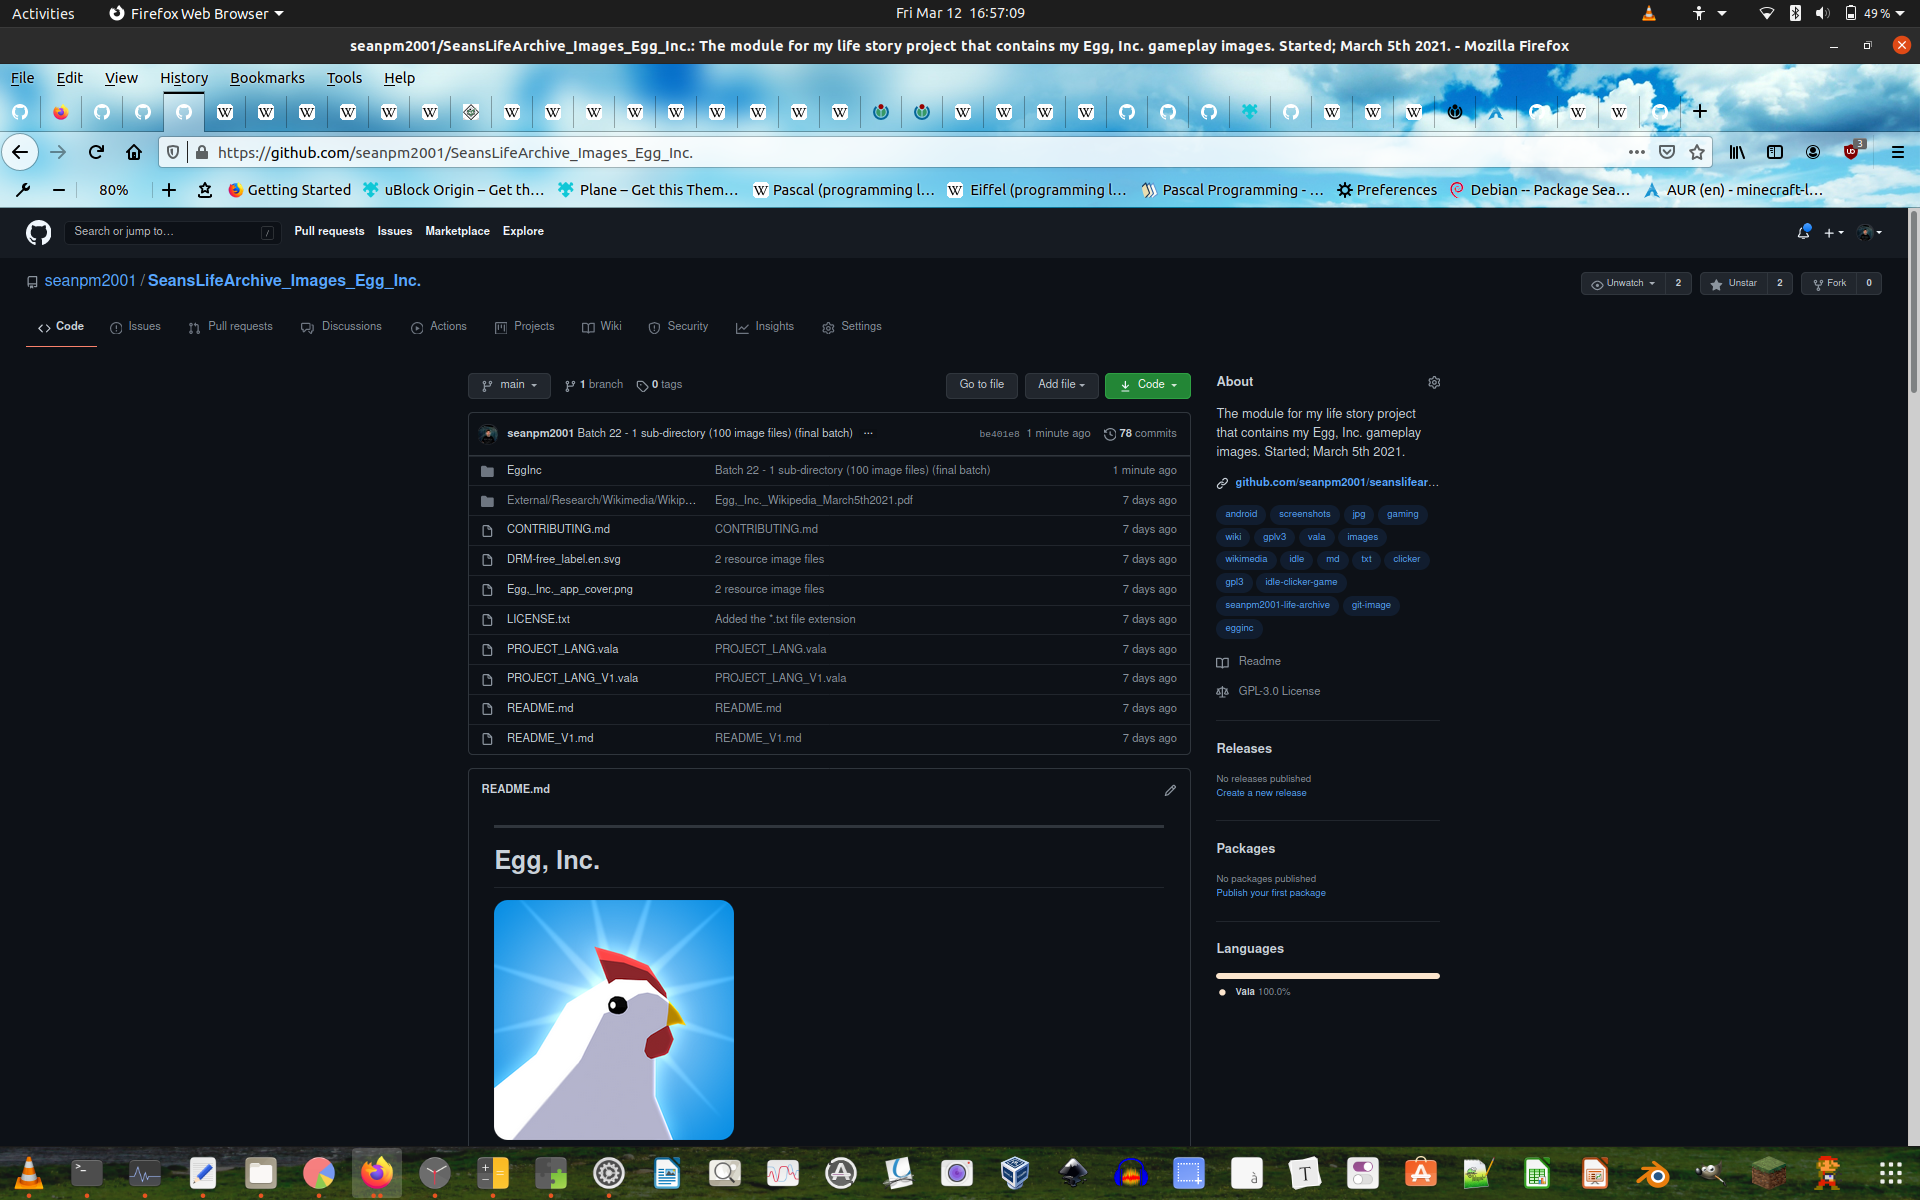 Activities Firefox Web Browser Fri Mar 12 16:57:09 49 %
seanpm2001/SeansLifeArchive_Images_Egg_Inc.: The module for my life story project that contains my Egg, Inc. gameplay images. Started; March 5th 2021. - Mozilla Firefox
File Edit View History Bookmarks Tools Help
https://github.com/seanpm2001/SeansLifeArchive_Images_Egg_Inc. 3
80% Getting Started uBlock Origin – Get th… Plane – Get this Them… Pascal (programming l… Eiffel (programming l… Pascal Programming - … Preferences Debian -- Package Sea… AUR (en) - minecraft-l…
Search or jump to… / Pull requests Issues Marketplace Explore
seanpm2001 / SeansLifeArchive_Images_Egg_Inc. Unwatch 2 Unstar 2 Fork 0
Code Issues Pull requests Discussions Actions Projects Wiki Security Insights Settings
main 1 branch 0 tags Go to file Add file Code
seanpm2001 Batch 22 - 1 sub-directory (100 image files) (final batch) ··· be401e8 1 minute ago 78 commits
EggInc Batch 22 - 1 sub-directory (100 image files) (final batch) 1 minute ago
External/Research/Wikimedia/Wikip… Egg,_Inc._Wikipedia_March5th2021.pdf 7 days ago
CONTRIBUTING.md CONTRIBUTING.md 7 days ago
DRM-free_label.en.svg 2 resource image files 7 days ago
Egg,_Inc._app_cover.png 2 resource image files 7 days ago
LICENSE.txt Added the *.txt file extension 7 days ago
PROJECT_LANG.vala PROJECT_LANG.vala 7 days ago
PROJECT_LANG_V1.vala PROJECT_LANG_V1.vala 7 days ago
README.md README.md 7 days ago
README_V1.md README_V1.md 7 days ago
README.md
Egg, Inc.
About
The module for my life story project
that contains my Egg, Inc. gameplay
images. Started; March 5th 2021.
github.com/seanpm2001/seanslifear…
android screenshots jpg gaming
wiki gplv3 vala images
wikimedia idle md txt clicker
gpl3 idle-clicker-game
seanpm2001-life-archive git-image
egginc
Readme
GPL-3.0 License
Releases
No releases published
Create a new release
Packages
No packages published
Publish your first package
Languages
Vala 100.0%